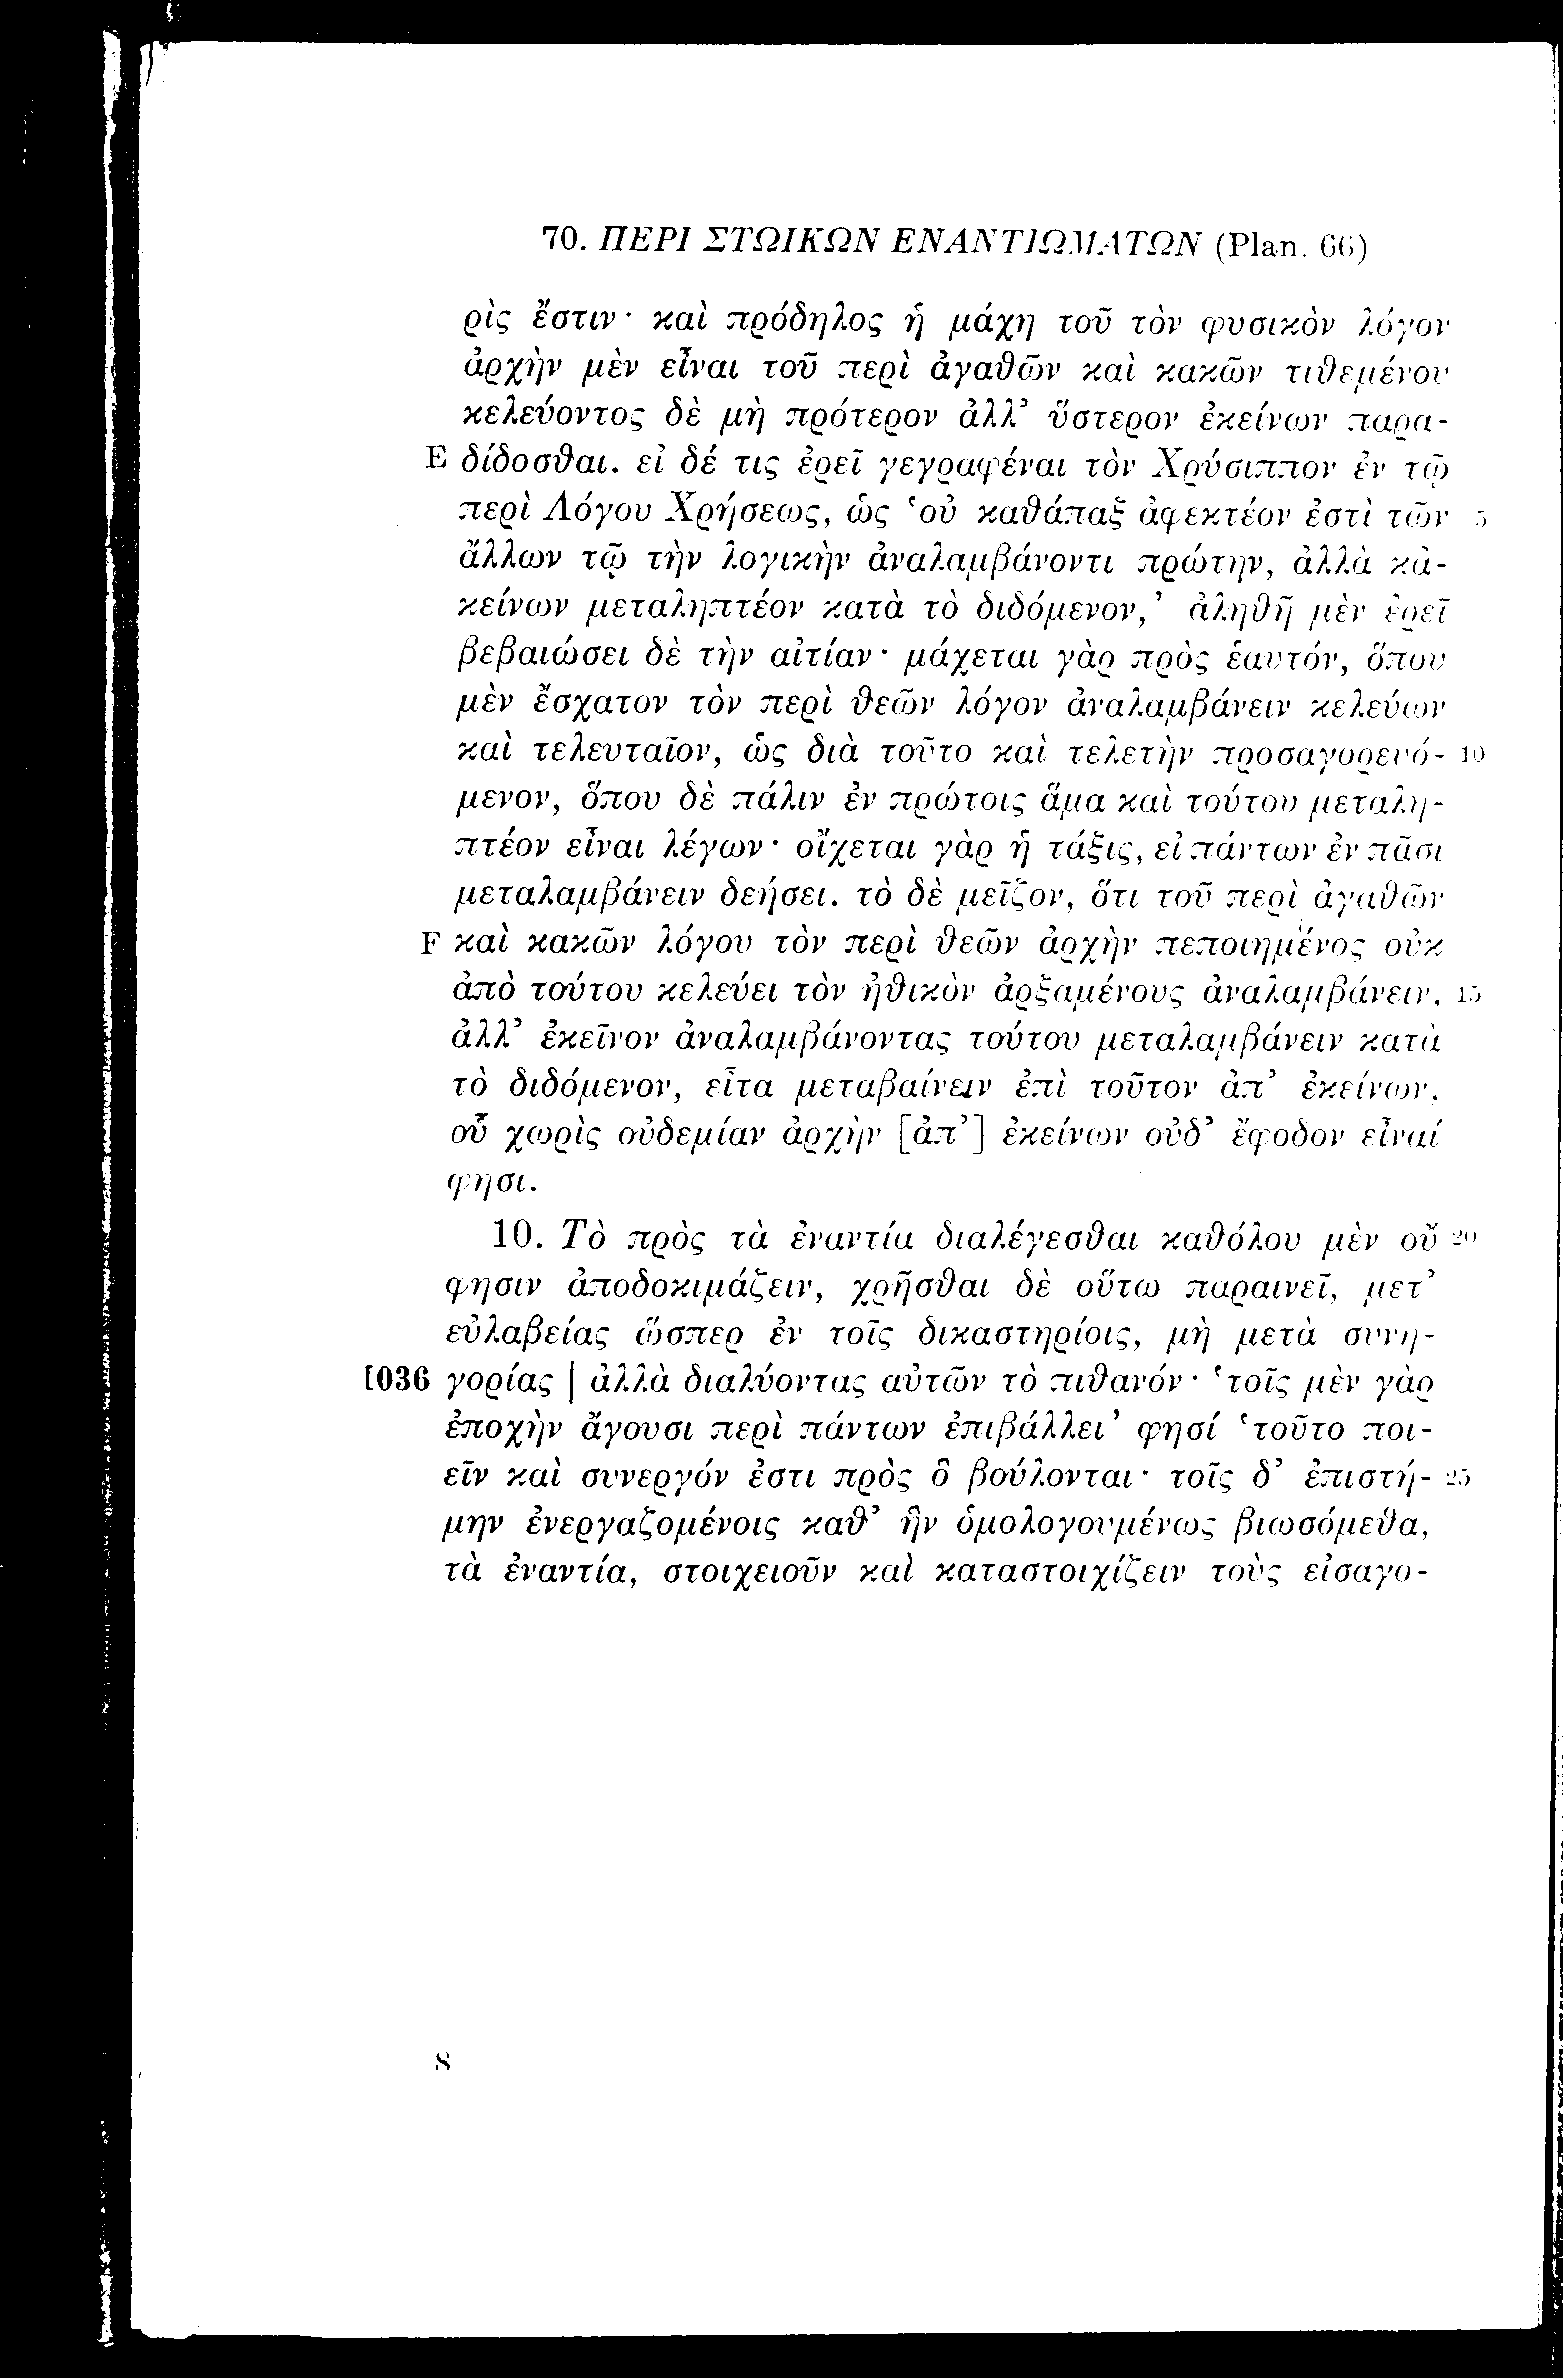 70. ΠΕΡΙ ΣΤΩΙΚΩΝ ΕΝΑΝΤΙΩΜΑΤΩΝ (Plan. 66)
ρὶς ἔστιν· καὶ πρόδηλος ἡ μάχη τοῦ τὸν φυσικὸν λόγον
ἀρχὴν μὲν εἶναι τοῦ περὶ ἀγαθῶν καὶ κακῶν τιθεμένου
κελεύοντος δὲ μὴ πρότερον ἀλλ’ ὕστερον ἐκείνων παρα-
E δίδοσθαι. εἰ δέ τις ἐρεῖ γεγραφέναι τὸν Χρύσιππον ἐν τῷ
περὶ Λόγου Χρήσεως, ὡς ‘οὐ καθάπαξ ἀφεκτέον ἐστὶ τῶν 5
ἄλλων τῷ τὴν λογικὴν ἀναλαμβάνοντι πρώτην, ἀλλὰ κἀ-
κείνων μεταληπτέον κατὰ τὸ διδόμενον,’ ἀληθῆ μὲν ἐρεῖ
βεβαιώσει δὲ τὴν αἰτίαν· μάχεται γὰρ πρὸς ἑαυτόν, ὅπου
μὲν ἔσχατον τὸν περὶ θεῶν λόγον ἀναλαμβάνειν κελεύων
καὶ τελευταῖον, ὡς διὰ τοῦτο καὶ τελετὴν προσαγορευό- 10
μενον, ὅπου δὲ πάλιν ἐν πρώτοις ἅμα καὶ τούτου μεταλη-
πτέον εἶναι λέγων· οἴχεται γὰρ ἡ τάξις, εἰ πάντων ἐν πᾶσι
μεταλαμβάνειν δεήσει. τὸ δὲ μεῖζον, ὅτι τοῦ περὶ ἀγαθῶν
F καὶ κακῶν λόγου τὸν περὶ θεῶν ἀρχὴν πεποιημένος οὐκ
ἀπὸ τούτου κελεύει τὸν ἠθικὸν ἀρξαμένους ἀναλαμβάνειν, 15
ἀλλ’ ἐκεῖνον ἀναλαμβάνοντας τούτου μεταλαμβάνειν κατὰ
τὸ διδόμενον, εἶτα μεταβαίνειν ἐπὶ τοῦτον ἀπ’ ἐκείνων,
οὗ χωρὶς οὐδεμίαν ἀρχὴν [ἀπ’] ἐκείνων οὐδ’ ἔφοδον εἶναί
φησι.
10. Τὸ πρὸς τὰ ἐναντία διαλέγεσθαι καθόλου μὲν οὔ 20
φησιν ἀποδοκιμάζειν, χρῆσθαι δὲ οὕτω παραινεῖ, μετ’
εὐλαβείας ὥσπερ ἐν τοῖς δικαστηρίοις, μὴ μετὰ συνη-
1036 γορίας | ἀλλὰ διαλύοντας αὐτῶν τὸ πιθανόν· ‘τοῖς μὲν γὰρ
ἐποχὴν ἄγουσι περὶ πάντων ἐπιβάλλει’ φησί ‘τοῦτο ποι-
εῖν καὶ συνεργόν ἐστι πρὸς ὃ βούλονται· τοῖς δ’ ἐπιστή- 25
μην ἐνεργαζομένοις καθ’ ἣν ὁμολογουμένως βιωσόμεθα,
τὰ ἐναντία, στοιχειοῦν καὶ καταστοιχίζειν τοὺς εἰσαγο-
8